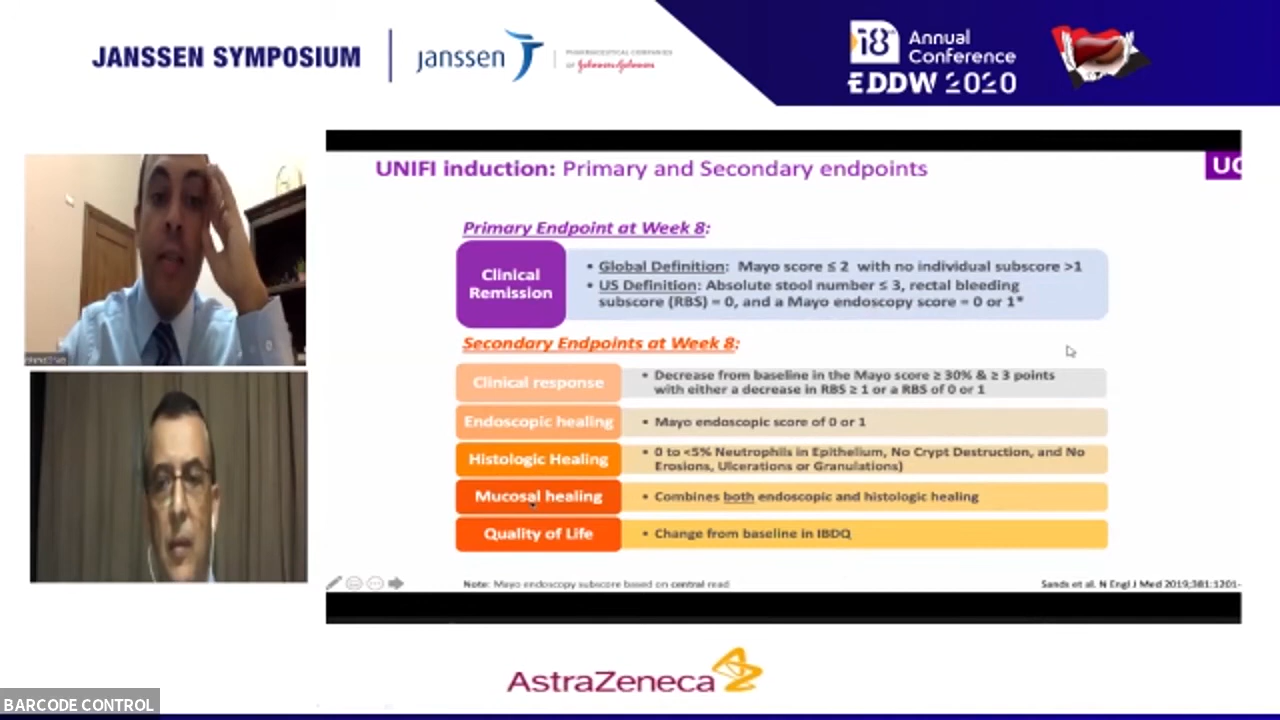 JANSSEN SYMPOSIUM
janssen
PHARMACEUTICAL COMPANIES
OF Johnson & Johnson
i8th
Annual
Conference
EDDW 2020
UNIFI induction: Primary and Secondary endpoints
UC
Primary Endpoint at Week 8:
Clinical
Remission
• Global Definition: Mayo score ≤ 2 with no individual subscore >1
• US Definition: Absolute stool number ≤ 3, rectal bleeding
subscore (RBS) = 0, and a Mayo endoscopy score = 0 or 1*
Secondary Endpoints at Week 8:
Clinical response
• Decrease from baseline in the Mayo score ≥ 30% & ≥ 3 points
with either a decrease in RBS ≥ 1 or a RBS of 0 or 1
Endoscopic healing
• Mayo endoscopic score of 0 or 1
Histologic Healing
• 0 to <5% Neutrophils in Epithelium, No Crypt Destruction, and No
Erosions, Ulcerations or Granulations)
Mucosal healing
• Combines both endoscopic and histologic healing
Quality of Life
• Change from baseline in IBDQ
Note: Mayo endoscopy subscore based on central read
Sands et al. N Engl J Med 2019;381:1201-
AstraZeneca
BARCODE CONTROL